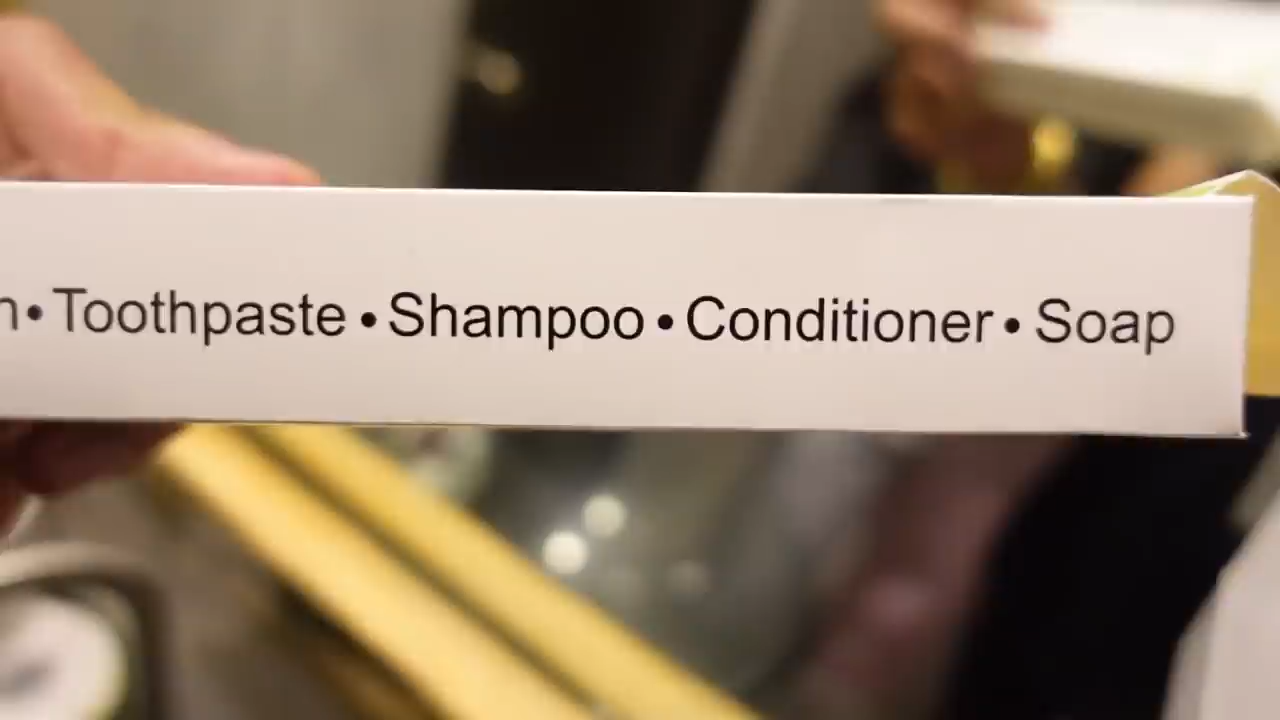 • Toothpaste • Shampoo • Conditioner • Soap